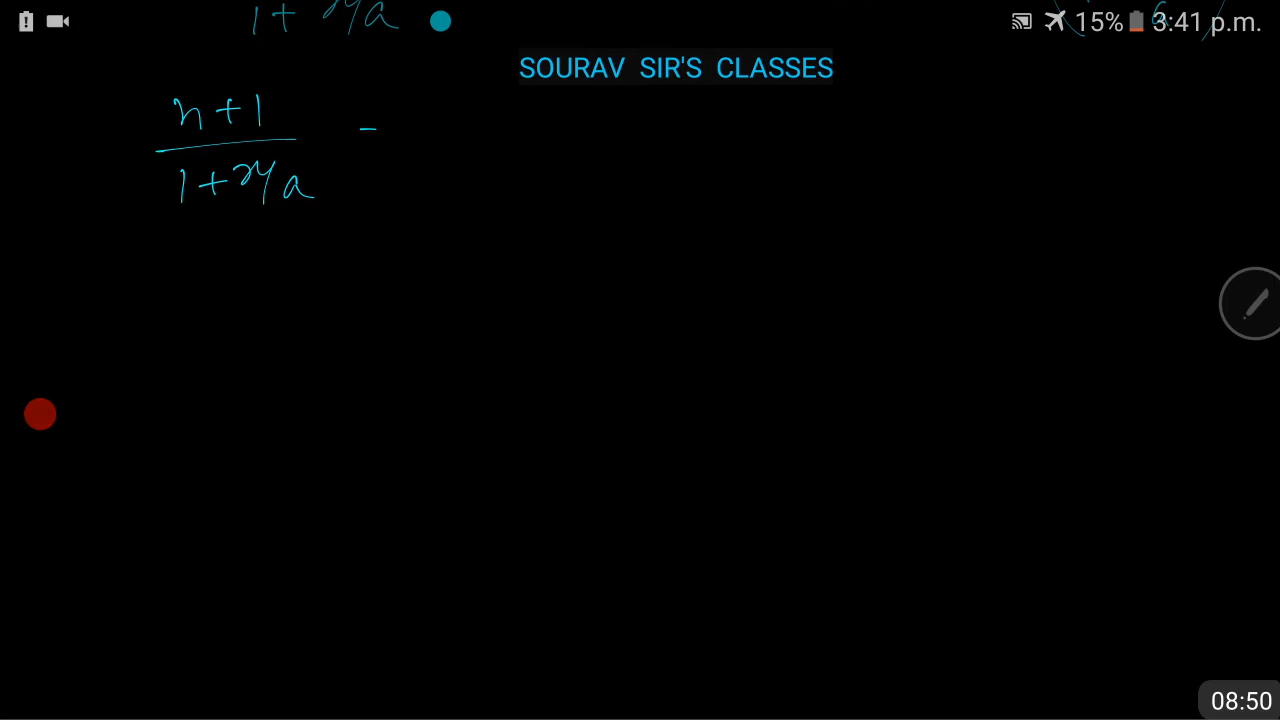 1 + x/a
15% 3:41 p.m.
SOURAV SIR'S CLASSES
n + 1
1 + x/a
-
08:50